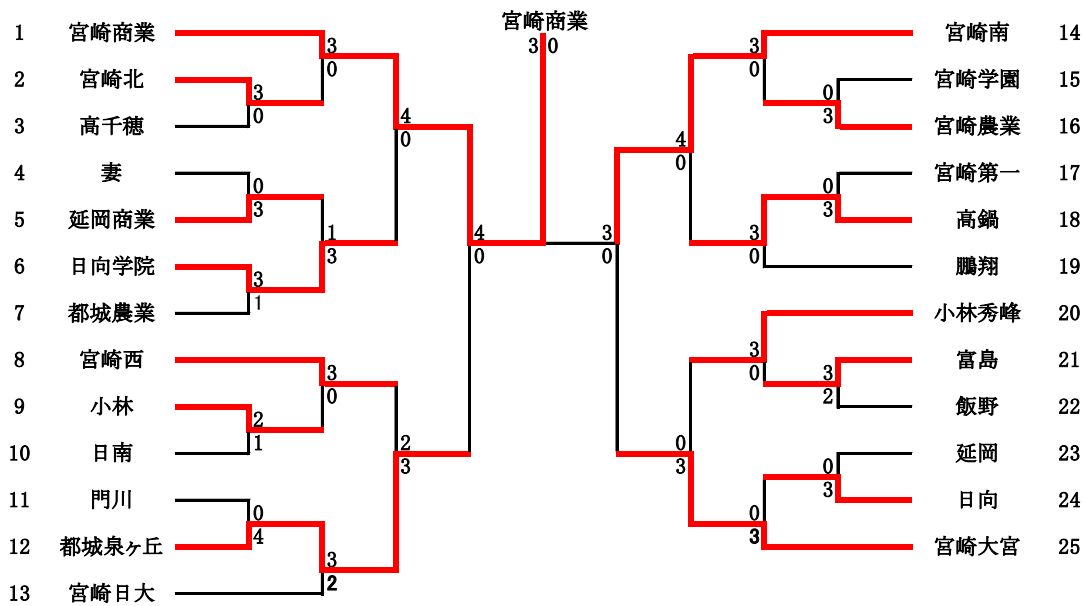 宮崎商業
3 0
1 宮崎商業
2 宮崎北
3 高千穂
4 妻
5 延岡商業
6 日向学院
7 都城農業
8 宮崎西
9 小林
10 日南
11 門川
12 都城泉ヶ丘
13 宮崎日大
3
0
3
0
0
3
1
3
3
1
3
0
2
1
0
4
3
2
4
0
2
3
4
0
宮崎南 14
宮崎学園 15
宮崎農業 16
宮崎第一 17
高鍋 18
鵬翔 19
小林秀峰 20
富島 21
飯野 22
延岡 23
日向 24
宮崎大宮 25
3
0
0
3
0
3
3
0
3
0
3
2
0
3
0
3
4
0
0
3
3
0